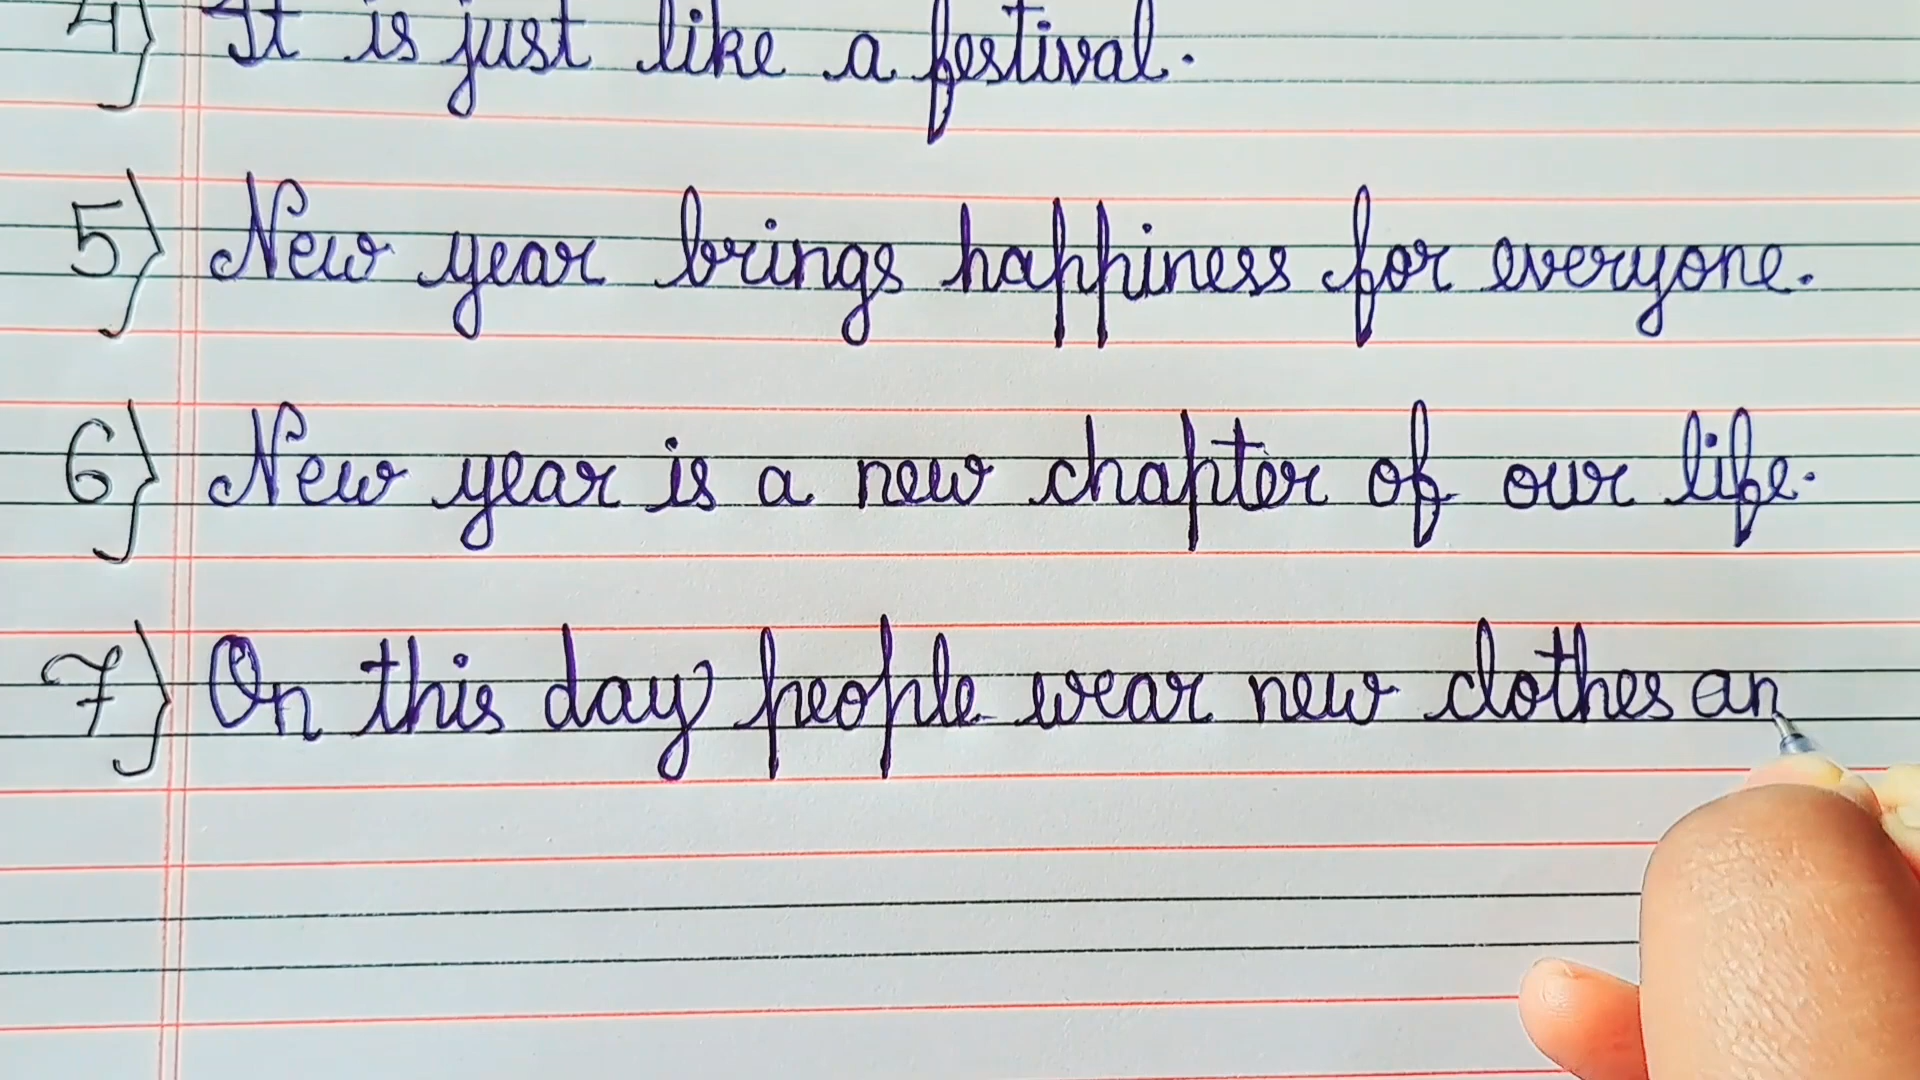 4) It is just like a festival.
5) New year brings happiness for everyone.
6) New year is a new chapter of our life.
7) On this day people wear new clothes an